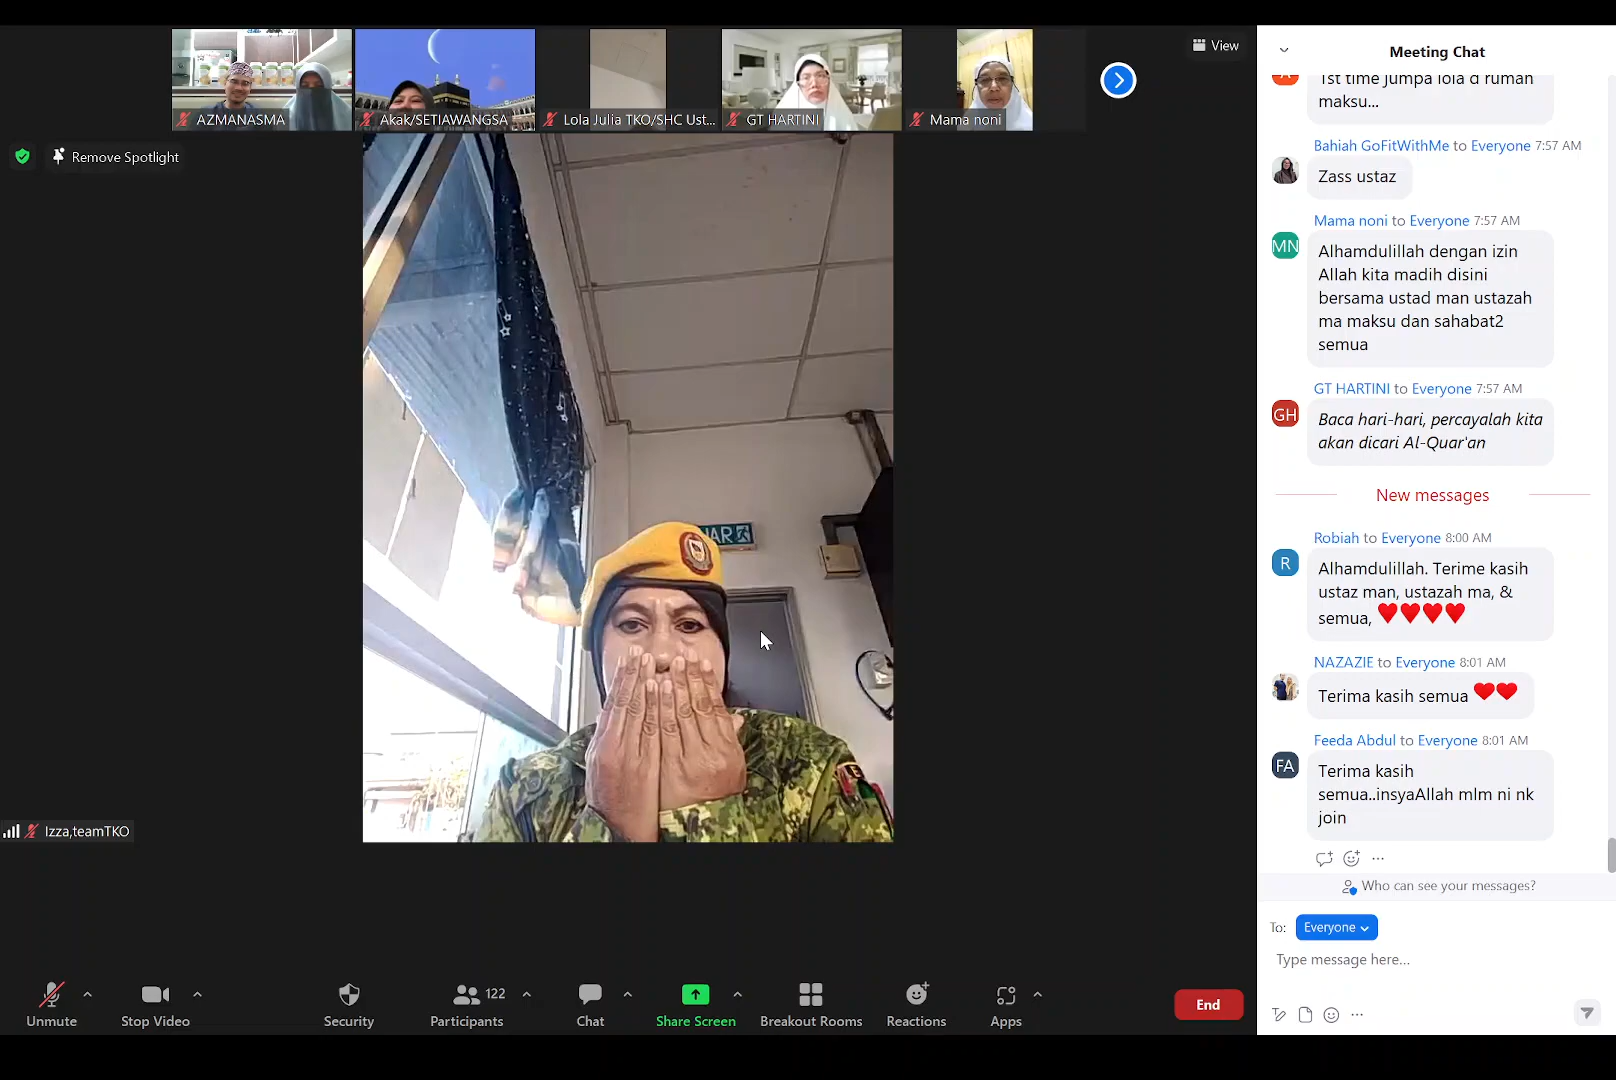 AZMANASMA
Akak/SETIAWANGSA
Lola Julia TKO/SHC Ust...
GT HARTINI
Mama noni
View
Remove Spotlight
UAR
Izza,teamTKO
Meeting Chat
1st time jumpa lola d rumah
maksu...
Bahiah GoFitWithMe to Everyone 7:57 AM
Zass ustaz
Mama noni to Everyone 7:57 AM
MN
Alhamdulillah dengan izin
Allah kita madih disini
bersama ustad man ustazah
ma maksu dan sahabat2
semua
GT HARTINI to Everyone 7:57 AM
GH
Baca hari-hari, percayalah kita
akan dicari Al-Quar'an
New messages
Robiah to Everyone 8:00 AM
R
Alhamdulillah. Terime kasih
ustaz man, ustazah ma, &
semua, ❤❤❤❤
NAZAZIE to Everyone 8:01 AM
Terima kasih semua ❤❤
Feeda Abdul to Everyone 8:01 AM
FA
Terima kasih
semua..insyaAllah mlm ni nk
join
Who can see your messages?
To: Everyone
Type message here...
Unmute
Stop Video
Security
Participants 122
Chat
Share Screen
Breakout Rooms
Reactions
Apps
End